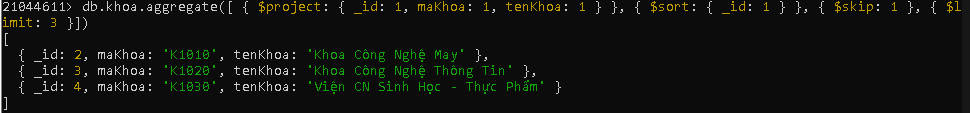 21044611> db.khoa.aggregate([ { $project: { _id: 1, maKhoa: 1, tenKhoa: 1 } }, { $sort: { _id: 1 } }, { $skip: 1 }, { $l
imit: 3 }])
[
  { _id: 2, maKhoa: 'K1010', tenKhoa: 'Khoa Công Nghệ May' },
  { _id: 3, maKhoa: 'K1020', tenKhoa: 'Khoa Công Nghệ Thông Tin' },
  { _id: 4, maKhoa: 'K1030', tenKhoa: 'Viện CN Sinh Học - Thực Phẩm' }
]